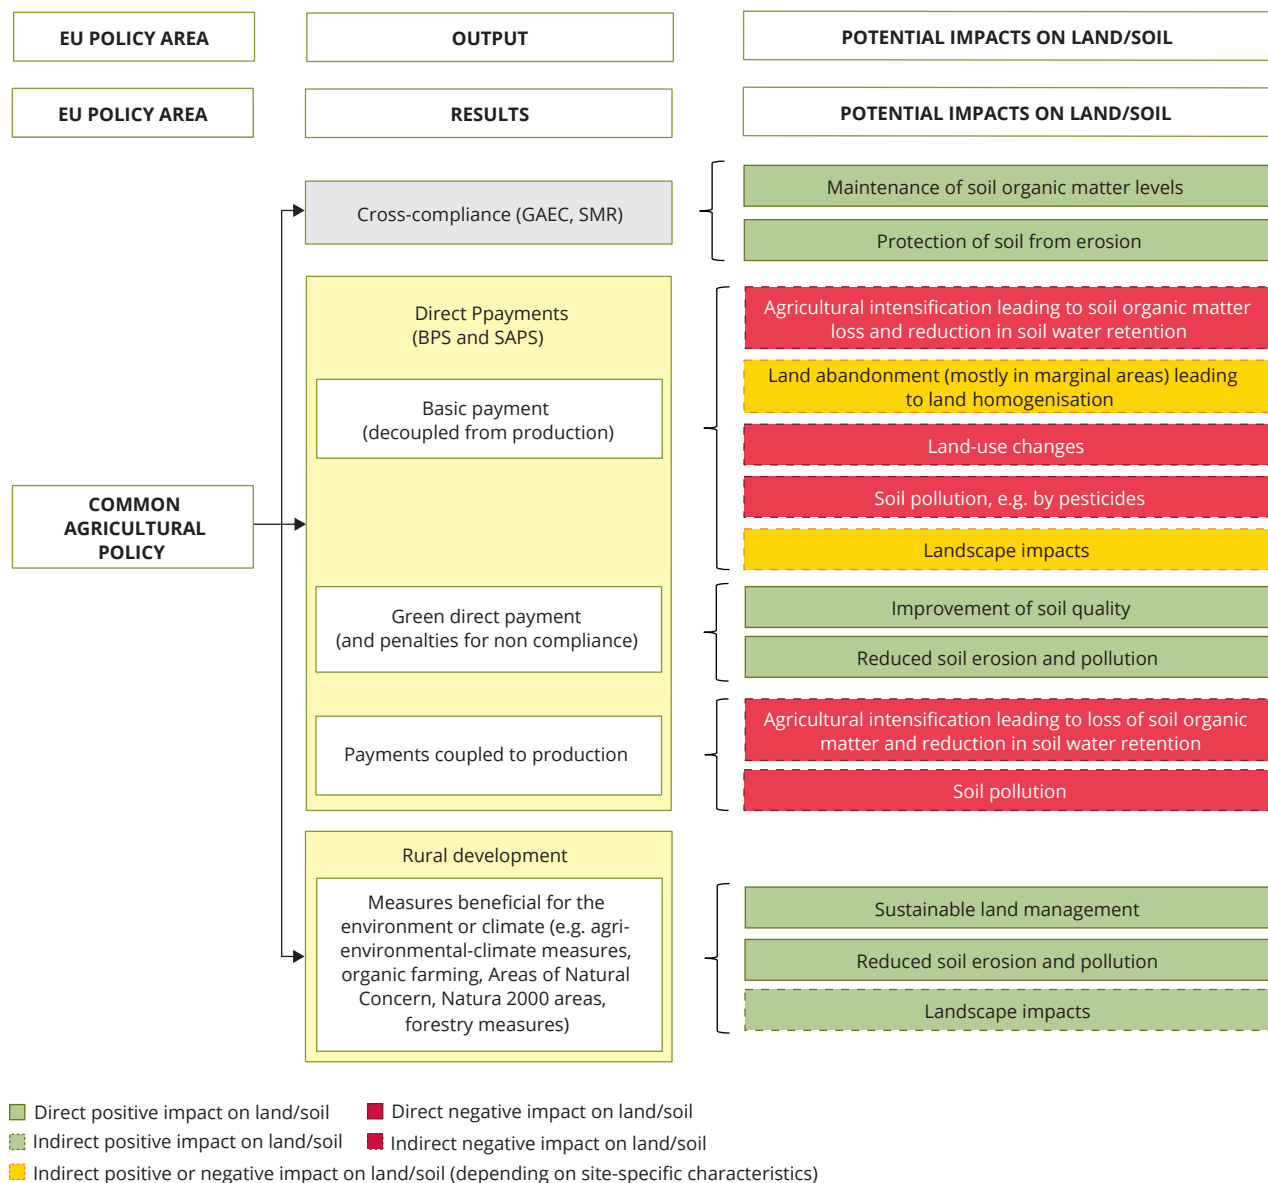 EU POLICY AREA
OUTPUT
POTENTIAL IMPACTS ON LAND/SOIL
EU POLICY AREA
RESULTS
POTENTIAL IMPACTS ON LAND/SOIL
COMMON
AGRICULTURAL
POLICY
Cross-compliance (GAEC, SMR)
Maintenance of soil organic matter levels
Protection of soil from erosion
Direct Ppayments
(BPS and SAPS)
Basic payment
(decoupled from production)
Agricultural intensification leading to soil organic matter
loss and reduction in soil water retention
Land abandonment (mostly in marginal areas) leading
to land homogenisation
Land-use changes
Soil pollution, e.g. by pesticides
Landscape impacts
Green direct payment
(and penalties for non compliance)
Improvement of soil quality
Reduced soil erosion and pollution
Payments coupled to production
Agricultural intensification leading to loss of soil organic
matter and reduction in soil water retention
Soil pollution
Rural development
Measures beneficial for the
environment or climate (e.g. agri-
environmental-climate measures,
organic farming, Areas of Natural
Concern, Natura 2000 areas,
forestry measures)
Sustainable land management
Reduced soil erosion and pollution
Landscape impacts
Direct positive impact on land/soil
Direct negative impact on land/soil
Indirect positive impact on land/soil
Indirect negative impact on land/soil
Indirect positive or negative impact on land/soil (depending on site-specific characteristics)